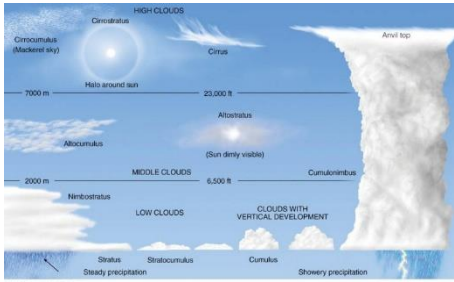 HIGH CLOUDS
Cirrostratus
Cirrocumulus
(Mackerel sky)
Cirrus
Anvil top
Halo around sun
7000 m
23,000 ft
Altostratus
Altocumulus
(Sun dimly visible)
MIDDLE CLOUDS
Cumulonimbus
2000 m
6,500 ft
Nimbostratus
LOW CLOUDS
CLOUDS WITH
VERTICAL DEVELOPMENT
Stratus
Stratocumulus
Cumulus
Steady precipitation
Showery precipitation